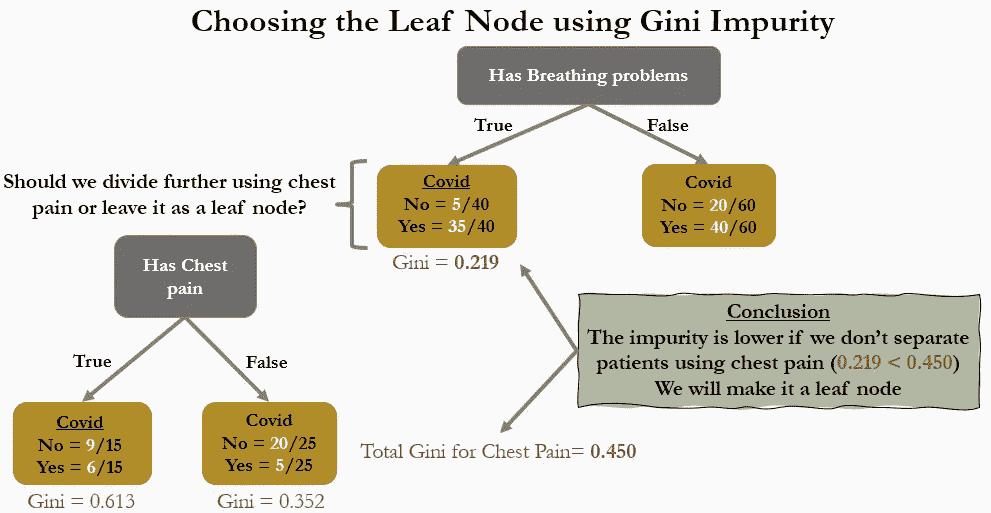 Choosing the Leaf Node using Gini Impurity
Has Breathing problems
True
False
Should we divide further using chest
pain or leave it as a leaf node?
Covid
No = 5/40
Yes = 35/40
Gini = 0.219
Covid
No = 20/60
Yes = 40/60
Has Chest
pain
True
False
Covid
No = 9/15
Yes = 6/15
Gini = 0.613
Covid
No = 20/25
Yes = 5/25
Gini = 0.352
Total Gini for Chest Pain= 0.450
Conclusion
The impurity is lower if we don't separate
patients using chest pain (0.219 < 0.450)
We will make it a leaf node